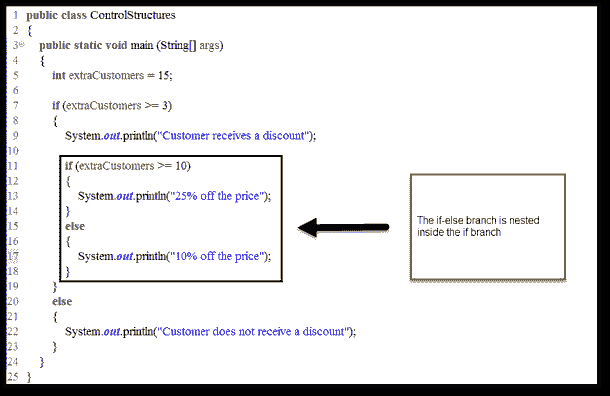 1 public class ControlStructures
2 {
3 public static void main (String[] args)
4 {
5 int extraCustomers = 15;
6
7 if (extraCustomers >= 3)
8 {
9 System.out.println("Customer receives a discount");
10
11 if (extraCustomers >= 10)
12 {
13 System.out.println("25% off the price");
14 }
15 else
16 {
17 System.out.println("10% off the price");
18 }
19 }
20 else
21 {
22 System.out.println("Customer does not receive a discount");
23 }
24 }
25 }
The if-else branch is nested
inside the if branch